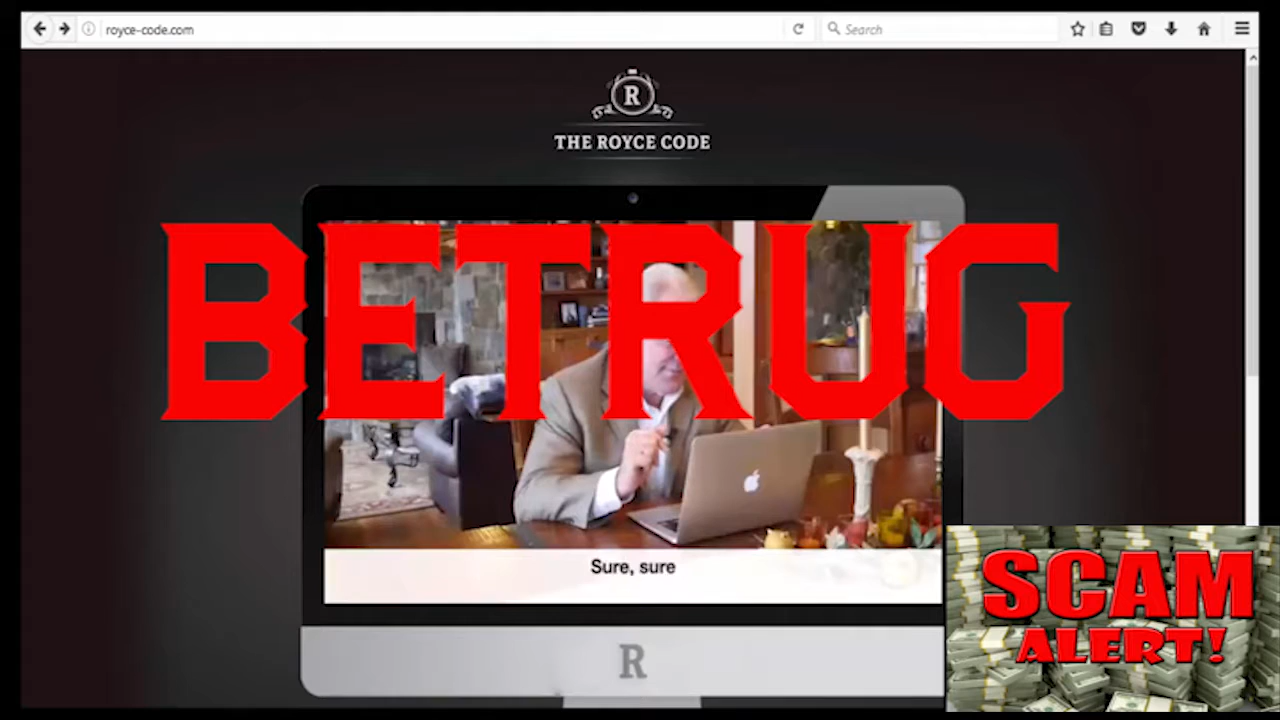 royce-code.com
Search
R
THE ROYCE CODE
BETRUG
Sure, sure
SCAM
ALERT!
R